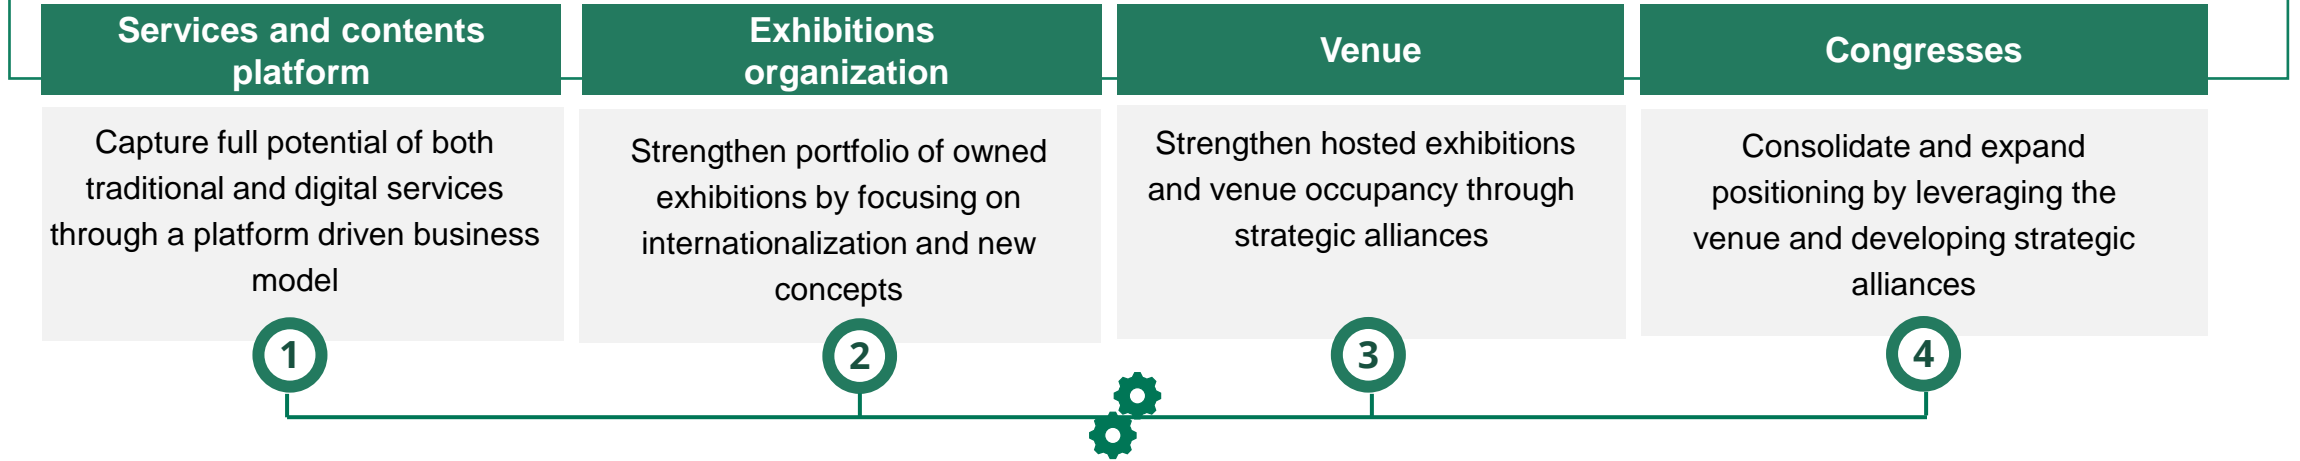 Services and contents
platform
Capture full potential of both
traditional and digital services
through a platform driven business
model
1
Exhibitions
organization
Strengthen portfolio of owned
exhibitions by focusing on
internationalization and new
concepts
2
Venue
Strengthen hosted exhibitions
and venue occupancy through
strategic alliances
3
Congresses
Consolidate and expand
positioning by leveraging the
venue and developing strategic
alliances
4